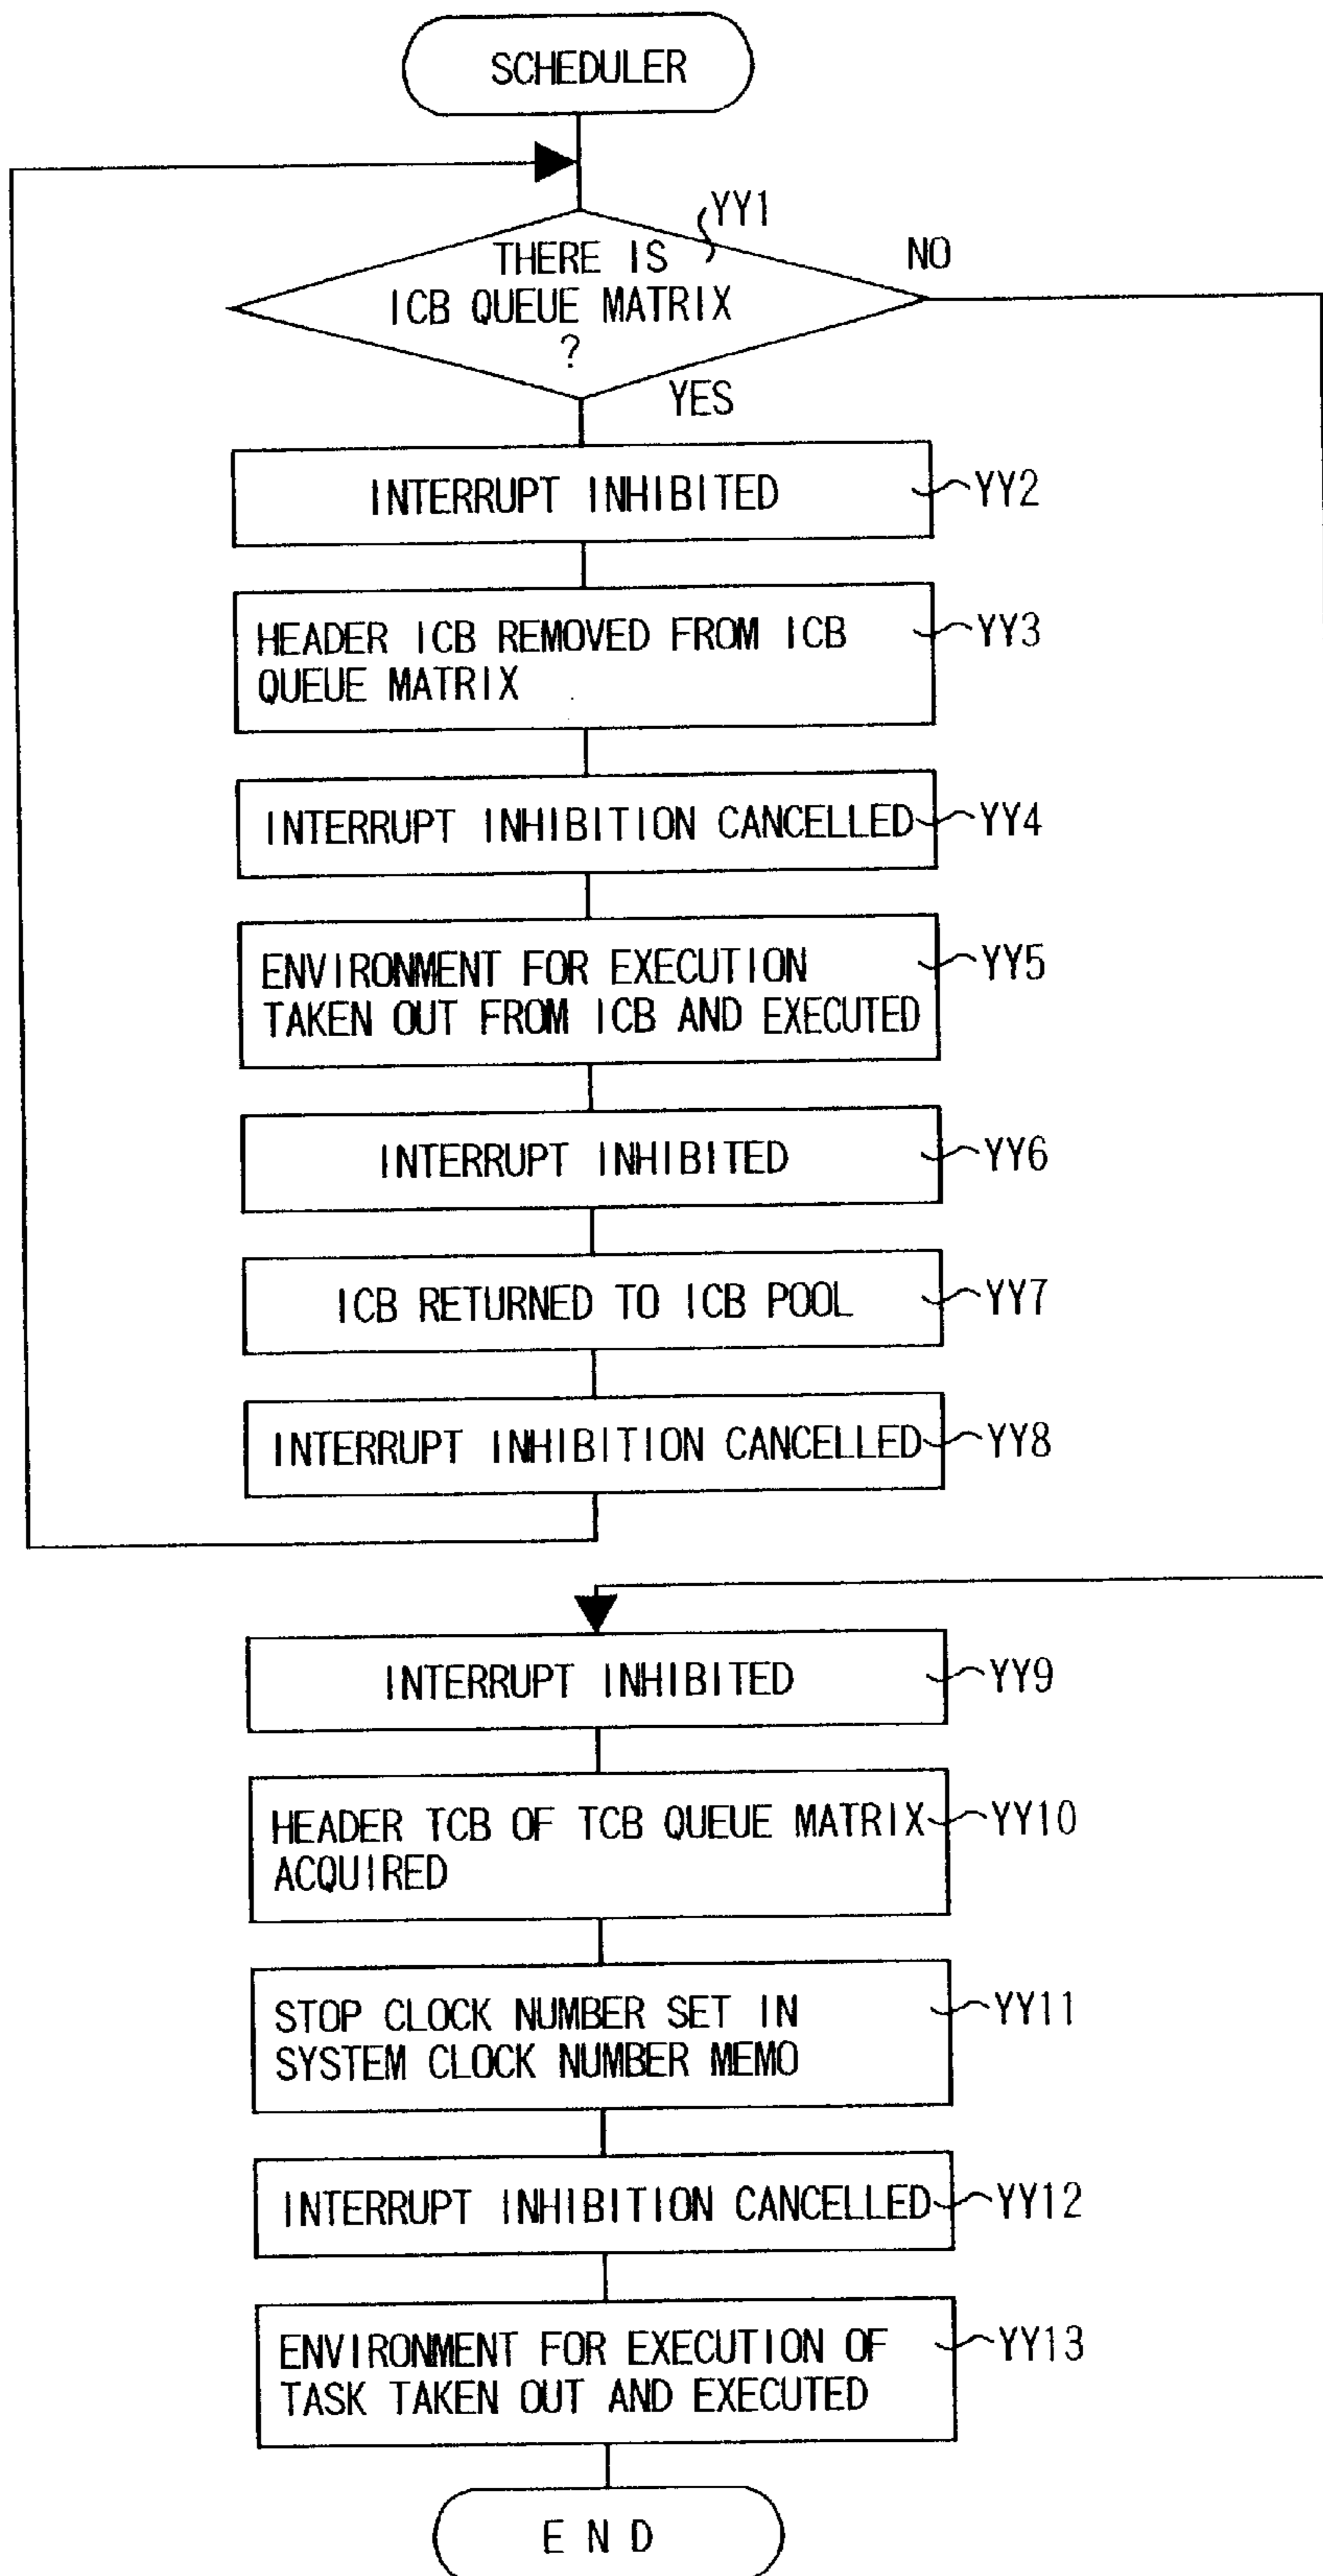 SCHEDULER
YY1
THERE IS
ICB QUEUE MATRIX
?
NO
YES
INTERRUPT INHIBITED
YY2
HEADER ICB REMOVED FROM ICB
QUEUE MATRIX
YY3
INTERRUPT INHIBITION CANCELLED
YY4
ENVIRONMENT FOR EXECUTION
TAKEN OUT FROM ICB AND EXECUTED
YY5
INTERRUPT INHIBITED
YY6
ICB RETURNED TO ICB POOL
YY7
INTERRUPT INHIBITION CANCELLED
YY8
INTERRUPT INHIBITED
YY9
HEADER TCB OF TCB QUEUE MATRIX
ACQUIRED
YY10
STOP CLOCK NUMBER SET IN
SYSTEM CLOCK NUMBER MEMO
YY11
INTERRUPT INHIBITION CANCELLED
YY12
ENVIRONMENT FOR EXECUTION OF
TASK TAKEN OUT AND EXECUTED
YY13
END